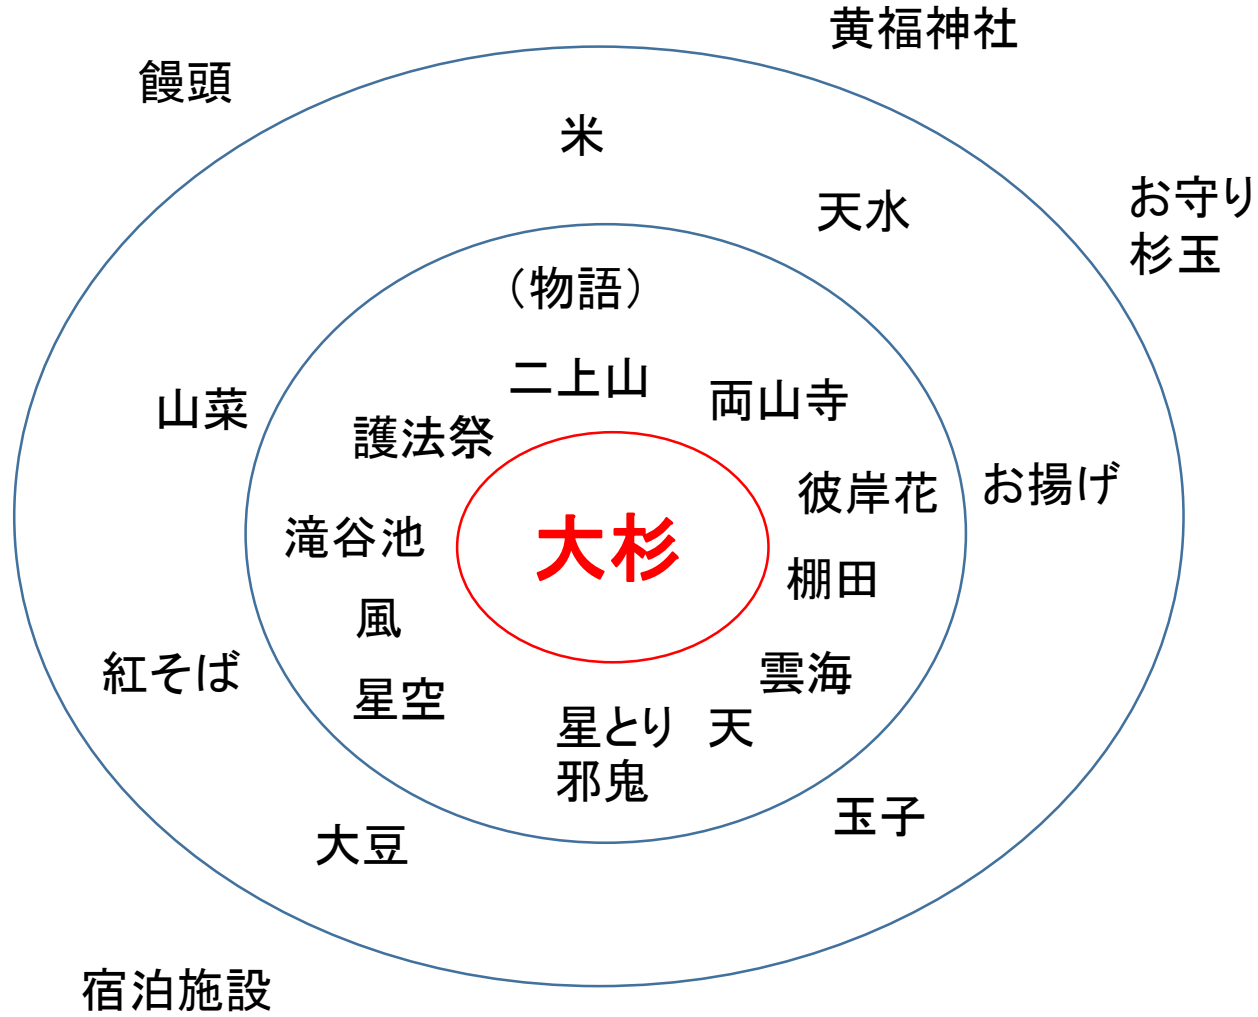 黄福神社
饅頭
米
お守り
杉玉
天水
（物語）
二上山
両山寺
山菜
護法祭
お揚げ
彼岸花
滝谷池
大杉
棚田
風
雲海
紅そば
星空
星とり
邪鬼
天
玉子
大豆
宿泊施設